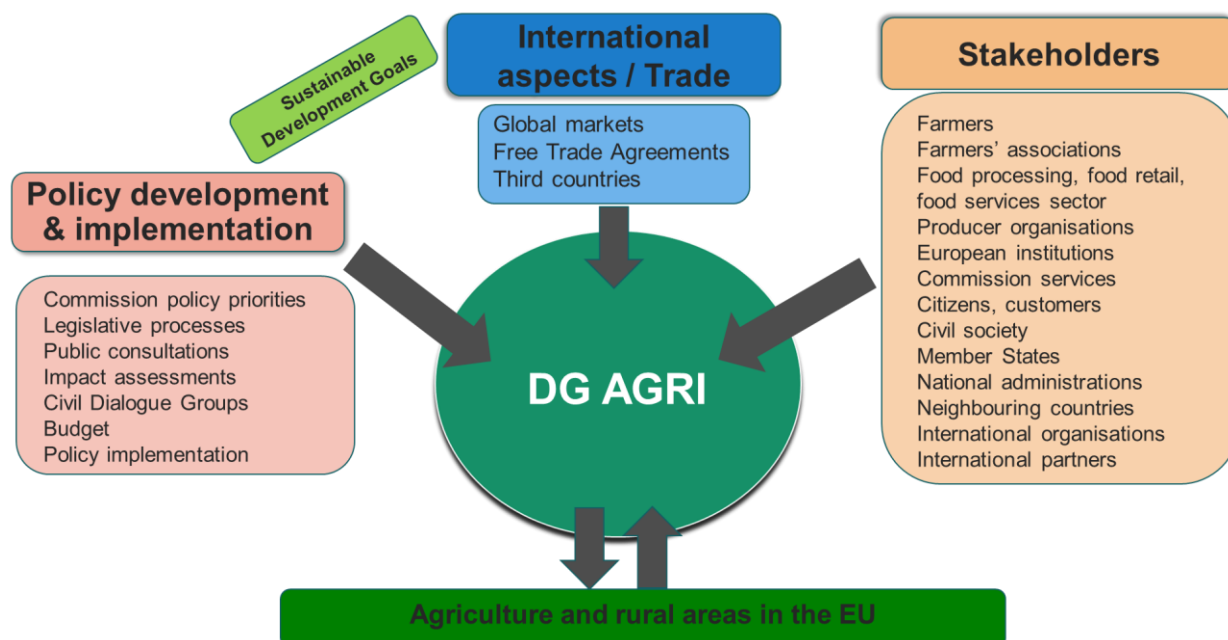 Sustainable
Development Goals
International
aspects / Trade
Global markets
Free Trade Agreements
Third countries
Stakeholders
Farmers
Farmers’ associations
Food processing, food retail,
food services sector
Producer organisations
European institutions
Commission services
Citizens, customers
Civil society
Member States
National administrations
Neighbouring countries
International organisations
International partners
Policy development
& implementation
Commission policy priorities
Legislative processes
Public consultations
Impact assessments
Civil Dialogue Groups
Budget
Policy implementation
DG AGRI
Agriculture and rural areas in the EU